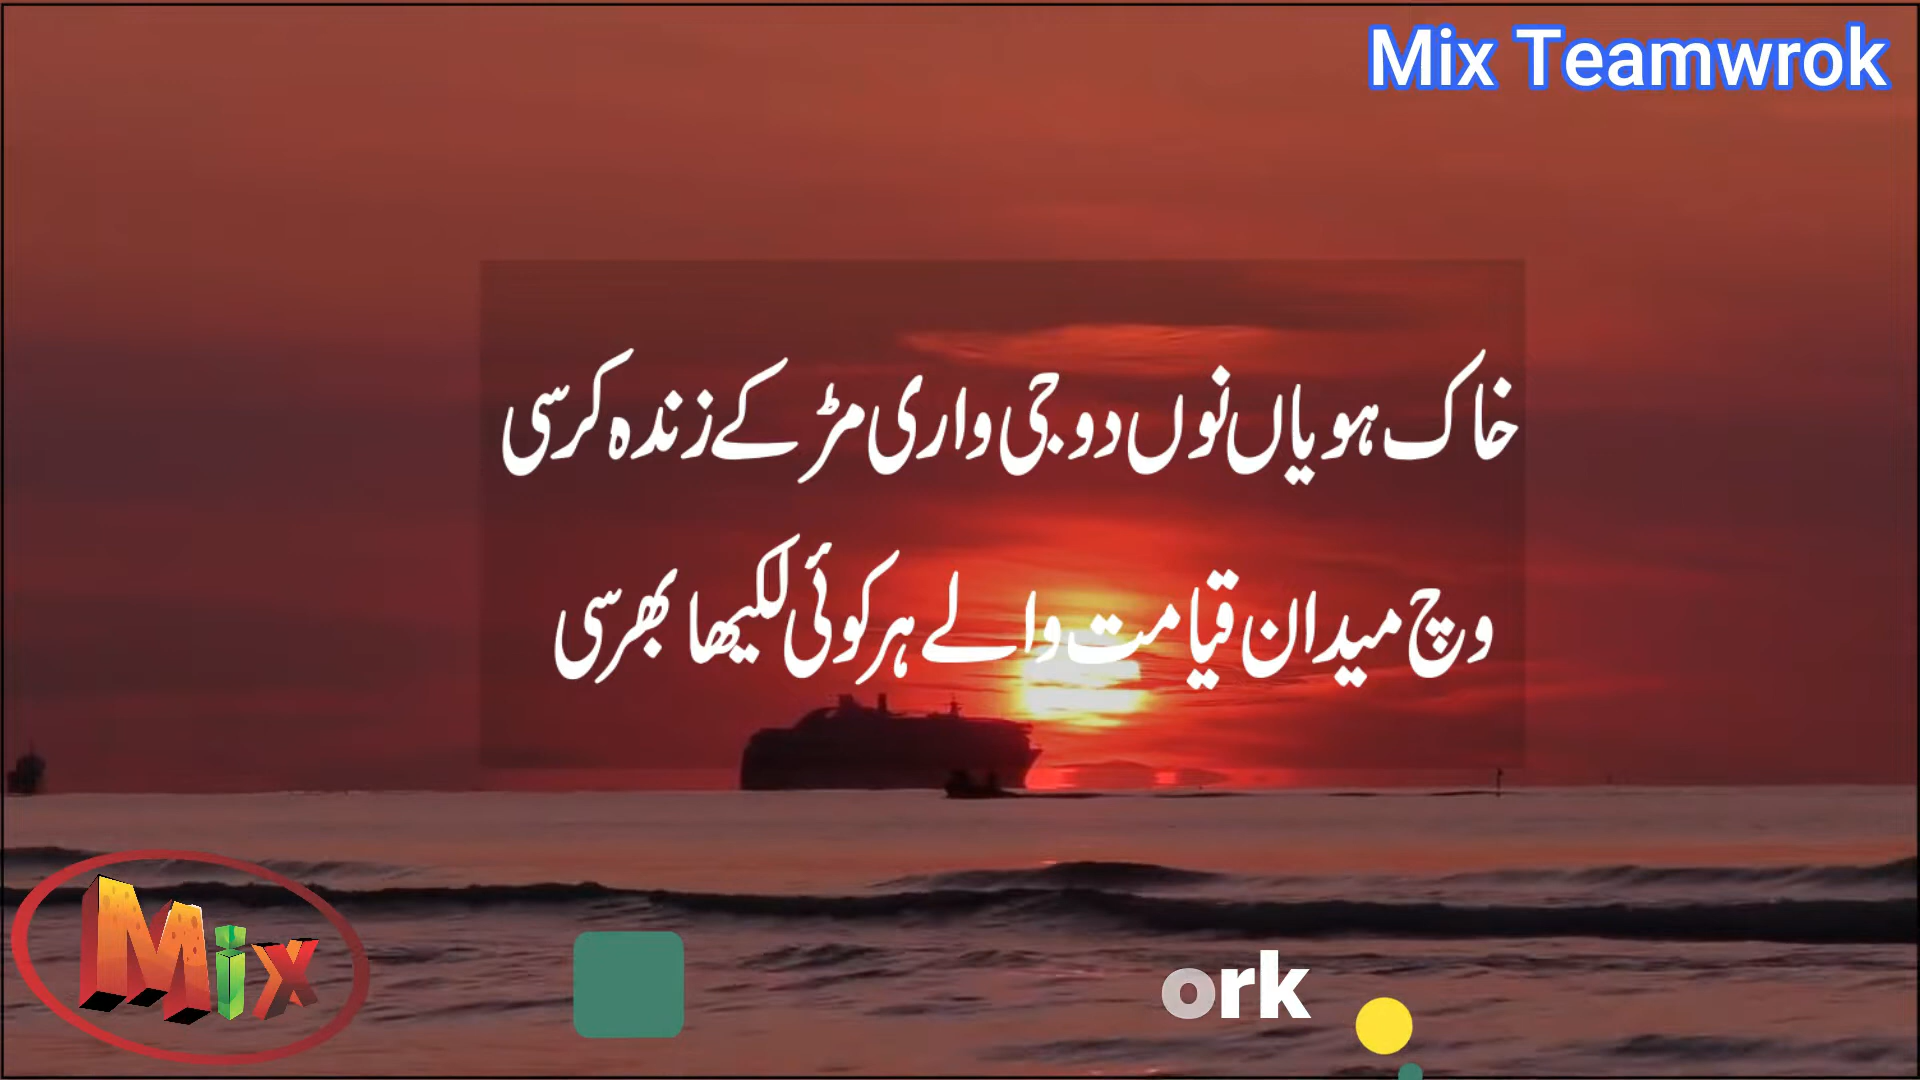 Mix Teamwrok
خاک ہویاں نوں دوجی واری مڑ کے زندہ کرسی
وچ میدان قیامت والے ہر کوئی لکیھا بھرسی
Mix
ork